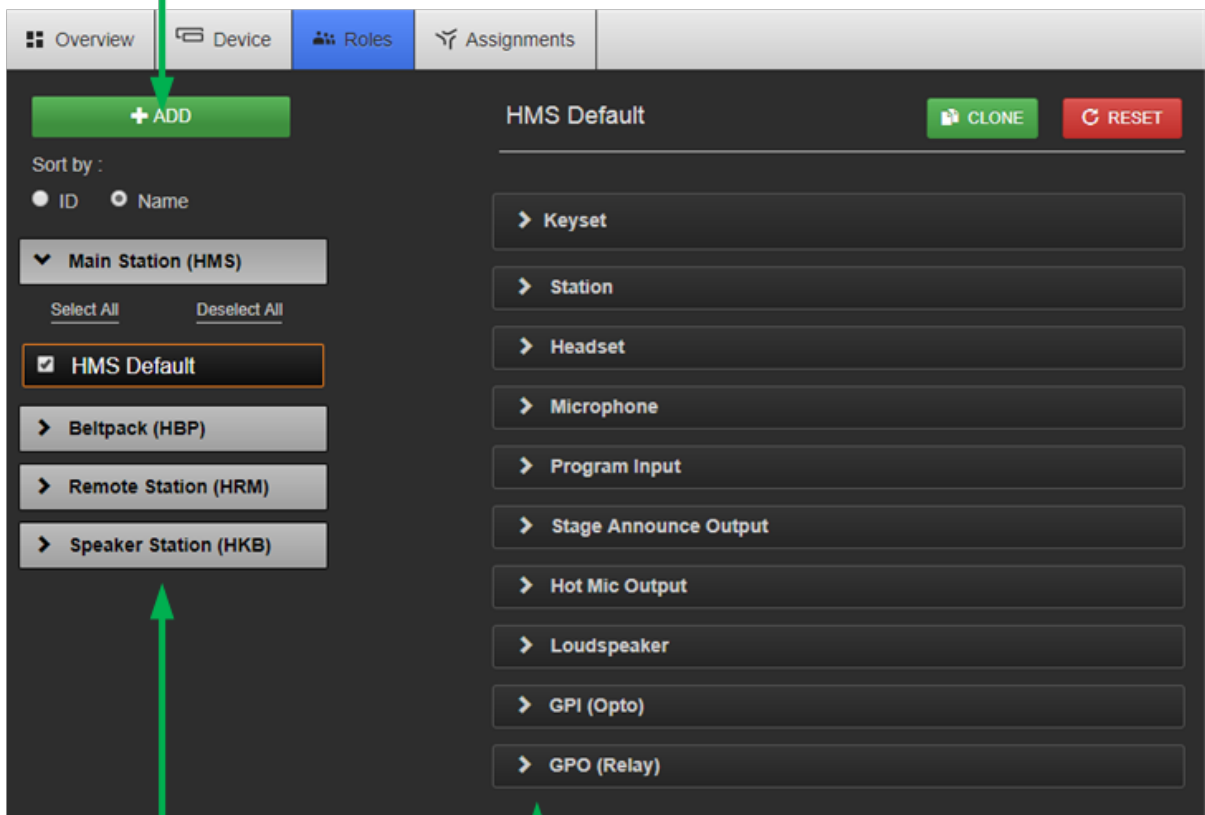 Overview Device Roles Assignments
+ ADD
Sort by :
ID Name
Main Station (HMS)
Select All Deselect All
HMS Default
Beltpack (HBP)
Remote Station (HRM)
Speaker Station (HKB)
HMS Default CLONE RESET
Keyset
Station
Headset
Microphone
Program Input
Stage Announce Output
Hot Mic Output
Loudspeaker
GPI (Opto)
GPO (Relay)